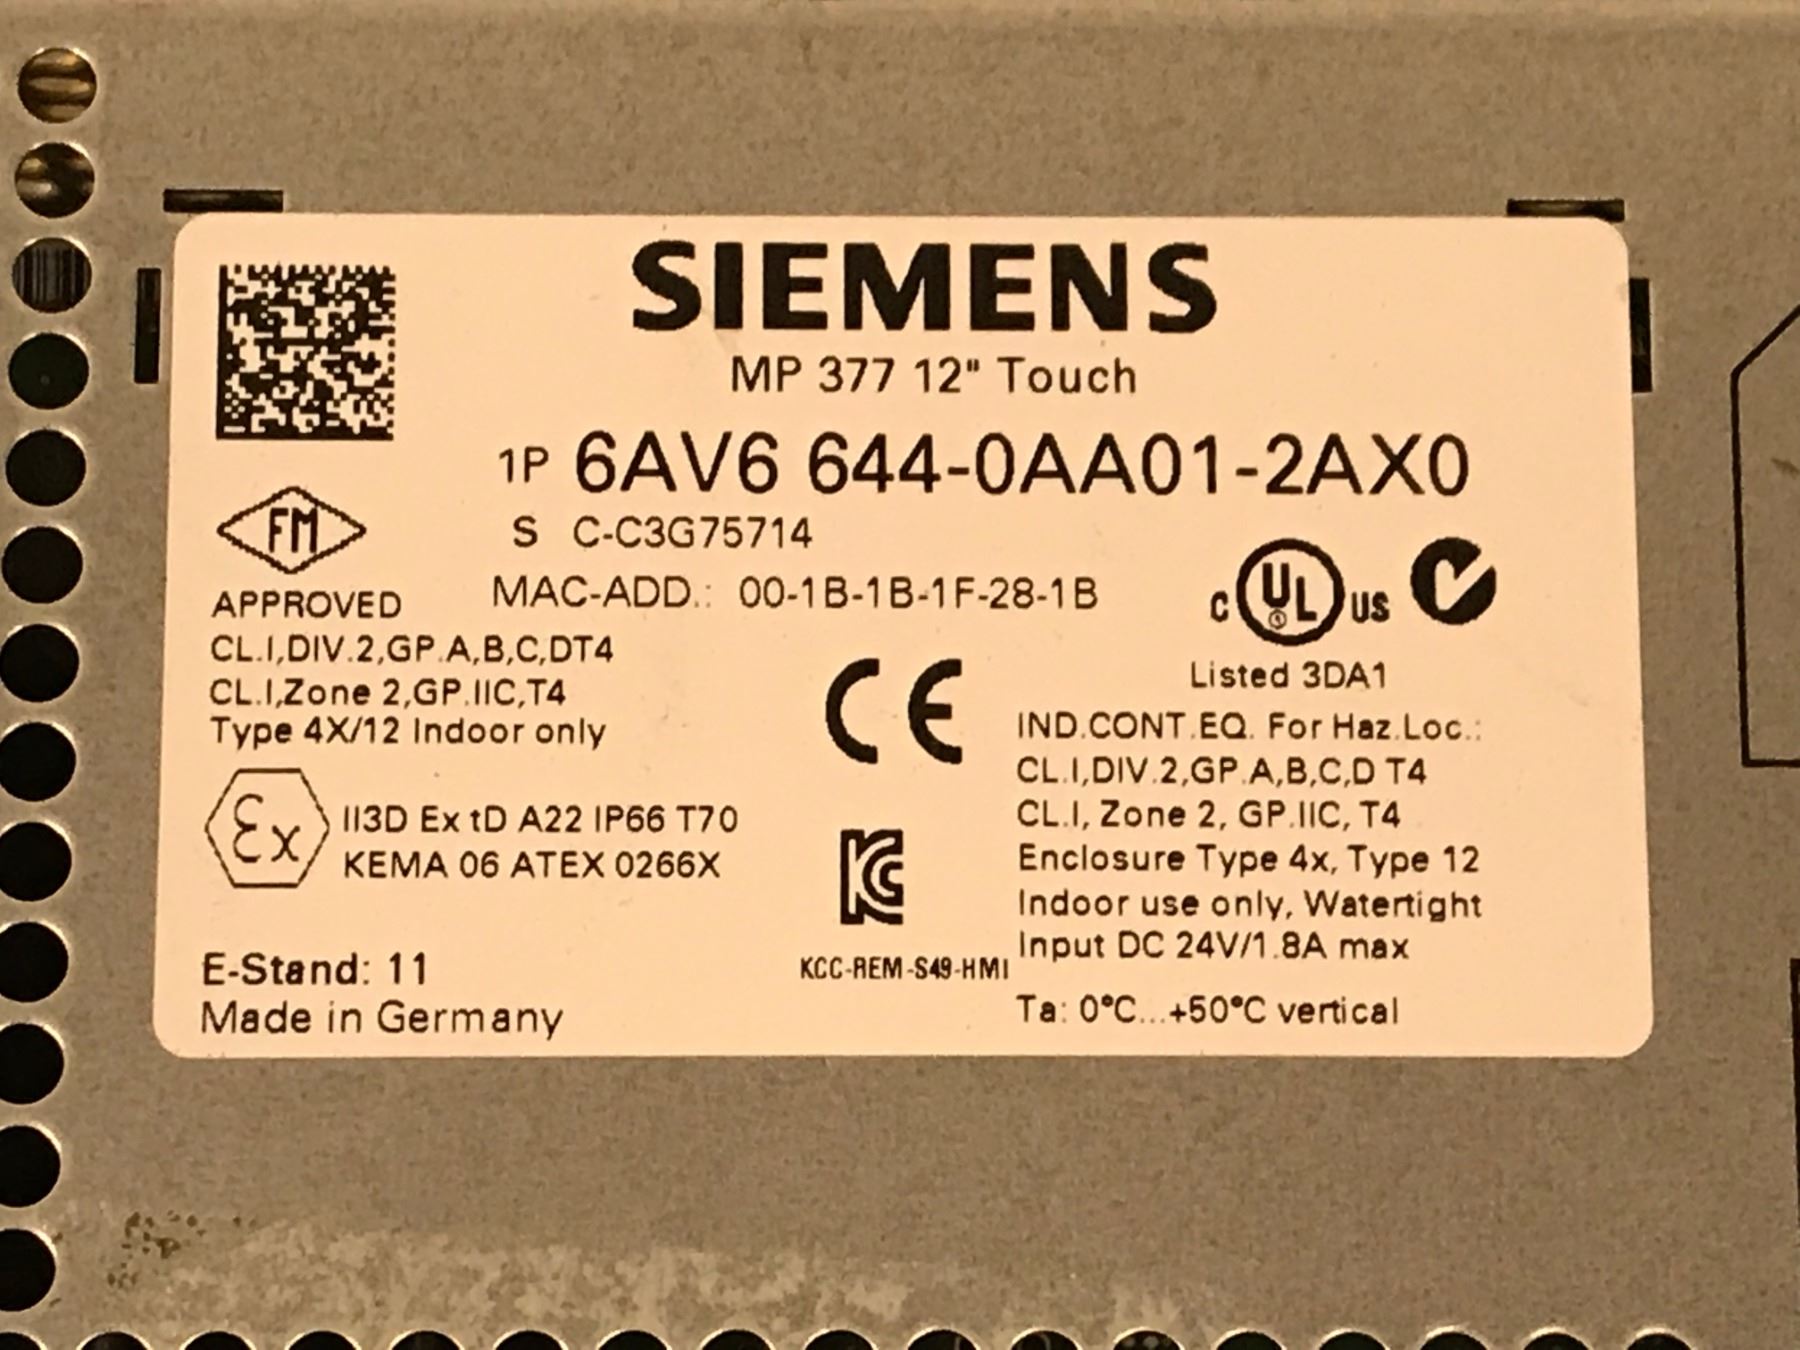 SIEMENS
MP 377 12" Touch
1P 6AV6 644-0AA01-2AX0
S C-C3G75714
MAC-ADD.: 00-1B-1B-1F-28-1B
FM
APPROVED
CL.I,DIV.2,GP.A,B,C,DT4
CL.I,Zone 2,GP.IIC,T4
Type 4X/12 Indoor only
Ex II3D Ex tD A22 IP66 T70
KEMA 06 ATEX 0266X
E-Stand: 11
Made in Germany
CE
KC
KCC-REM-S49-HMI
C UL US
Listed 3DA1
IND.CONT.EQ. For Haz.Loc.:
CL.I,DIV.2,GP.A,B,C,D T4
CL.I, Zone 2, GP.IIC, T4
Enclosure Type 4x, Type 12
Indoor use only, Watertight
Input DC 24V/1.8A max
Ta: 0°C...+50°C vertical